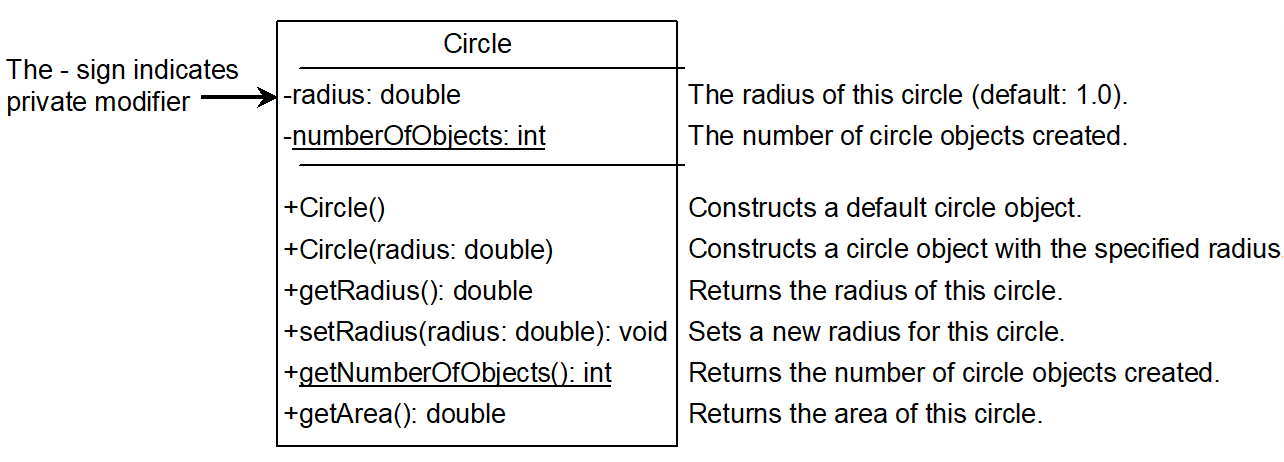 Circle
The - sign indicates
private modifier
-radius: double
The radius of this circle (default: 1.0).
-numberOfObjects: int
The number of circle objects created.
+Circle()
Constructs a default circle object.
+Circle(radius: double)
Constructs a circle object with the specified radius.
+getRadius(): double
Returns the radius of this circle.
+setRadius(radius: double): void
Sets a new radius for this circle.
+getNumberOfObjects(): int
Returns the number of circle objects created.
+getArea(): double
Returns the area of this circle.